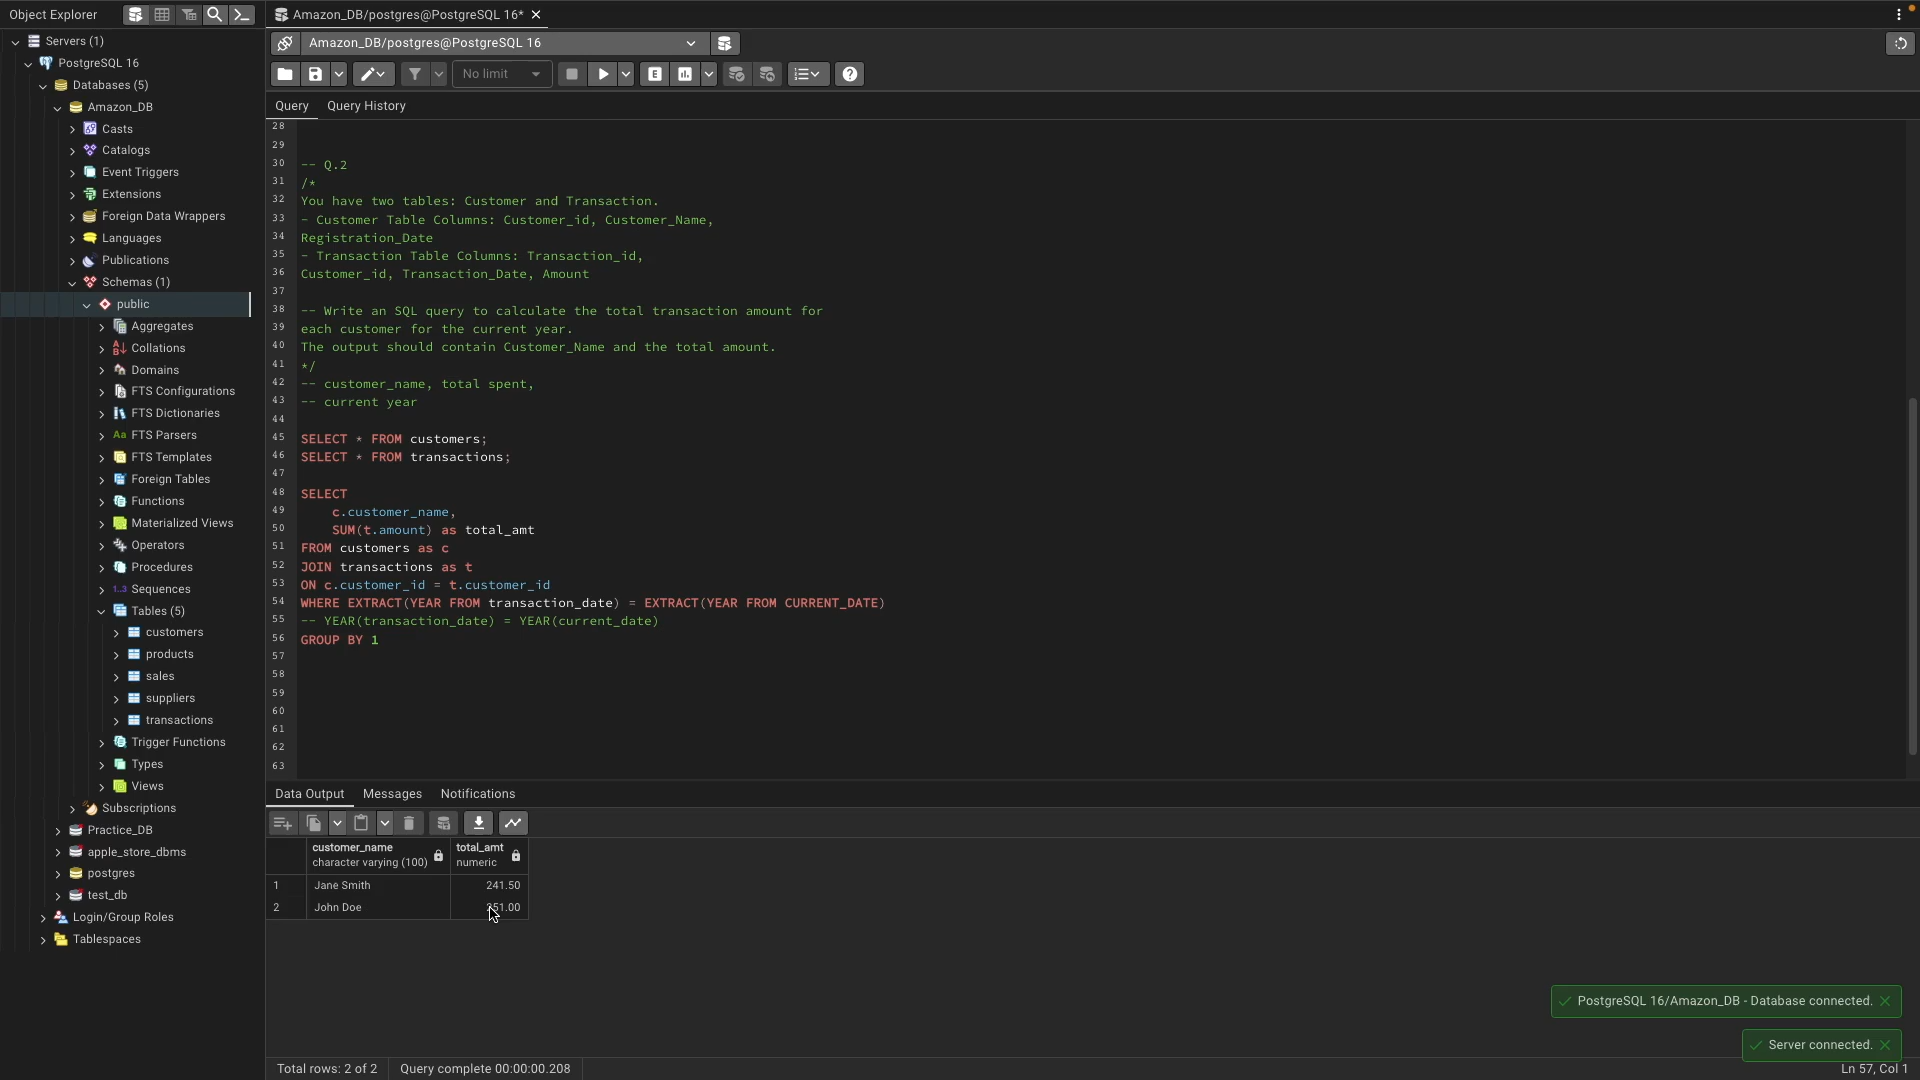 Object Explorer
Amazon_DB/postgres@PostgreSQL 16*
Servers (1)
PostgreSQL 16
Databases (5)
Amazon_DB
Casts
Catalogs
Event Triggers
Extensions
Foreign Data Wrappers
Languages
Publications
Schemas (1)
public
Aggregates
Collations
Domains
FTS Configurations
FTS Dictionaries
Aa FTS Parsers
FTS Templates
Foreign Tables
Functions
Materialized Views
Operators
Procedures
1..3 Sequences
Tables (5)
customers
products
sales
suppliers
transactions
Trigger Functions
Types
Views
Subscriptions
Practice_DB
apple_store_dbms
postgres
test_db
Login/Group Roles
Tablespaces
Amazon_DB/postgres@PostgreSQL 16
No limit
E
Query Query History
28
29
30 -- Q.2
31 /*
32 You have two tables: Customer and Transaction.
33 - Customer Table Columns: Customer_id, Customer_Name,
34 Registration_Date
35 - Transaction Table Columns: Transaction_id,
36 Customer_id, Transaction_Date, Amount
37
38 -- Write an SQL query to calculate the total transaction amount for
39 each customer for the current year.
40 The output should contain Customer_Name and the total amount.
41 */
42 -- customer_name, total spent,
43 -- current year
44
45 SELECT * FROM customers;
46 SELECT * FROM transactions;
47
48 SELECT
49 c.customer_name,
50 SUM(t.amount) as total_amt
51 FROM customers as c
52 JOIN transactions as t
53 ON c.customer_id = t.customer_id
54 WHERE EXTRACT(YEAR FROM transaction_date) = EXTRACT(YEAR FROM CURRENT_DATE)
55 -- YEAR(transaction_date) = YEAR(current_date)
56 GROUP BY 1
57
58
59
60
61
62
63
Data Output Messages Notifications
customer_name total_amt
character varying (100) numeric
1 Jane Smith 241.50
2 John Doe
PostgreSQL 16/Amazon_DB - Database connected.
Server connected.
Total rows: 2 of 2 Query complete 00:00:00.208 Ln 57, Col 1